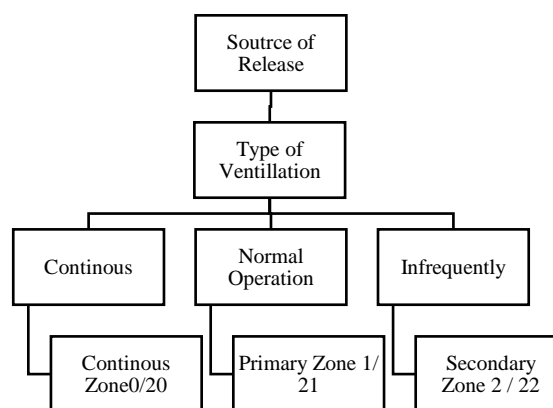 Soutrce of
Release
Type of
Ventillation
Continous
Normal
Operation
Infrequently
Continous
Zone0/20
Primary Zone 1/
21
Secondary
Zone 2 / 22